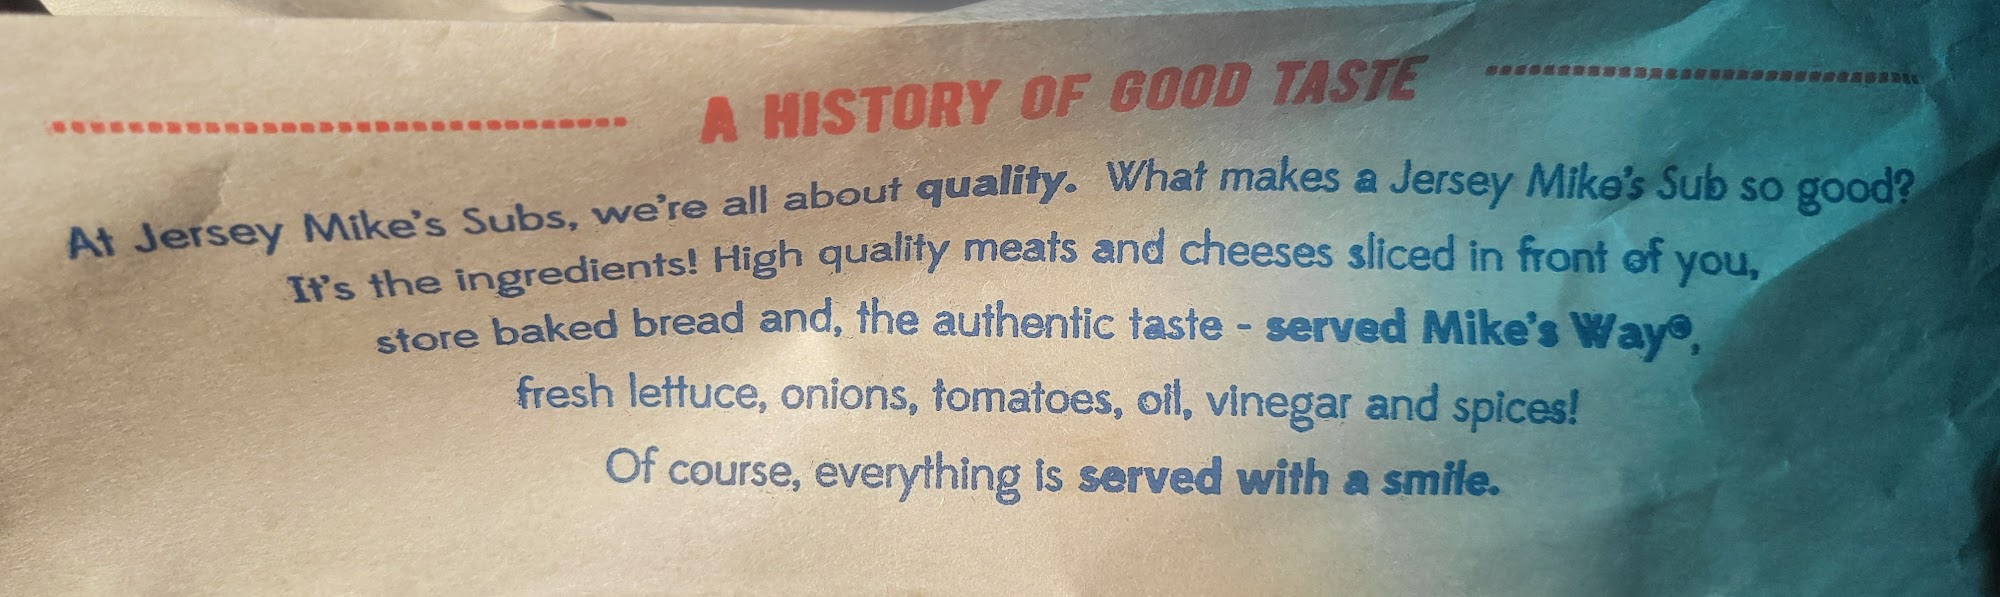 A HISTORY OF GOOD TASTE
At Jersey Mike's Subs, we're all about quality. What makes a Jersey Mike's Sub so good?
It's the ingredients! High quality meats and cheeses sliced in front of you,
store baked bread and, the authentic taste - served Mike's Way®,
fresh lettuce, onions, tomatoes, oil, vinegar and spices!
Of course, everything is served with a smile.